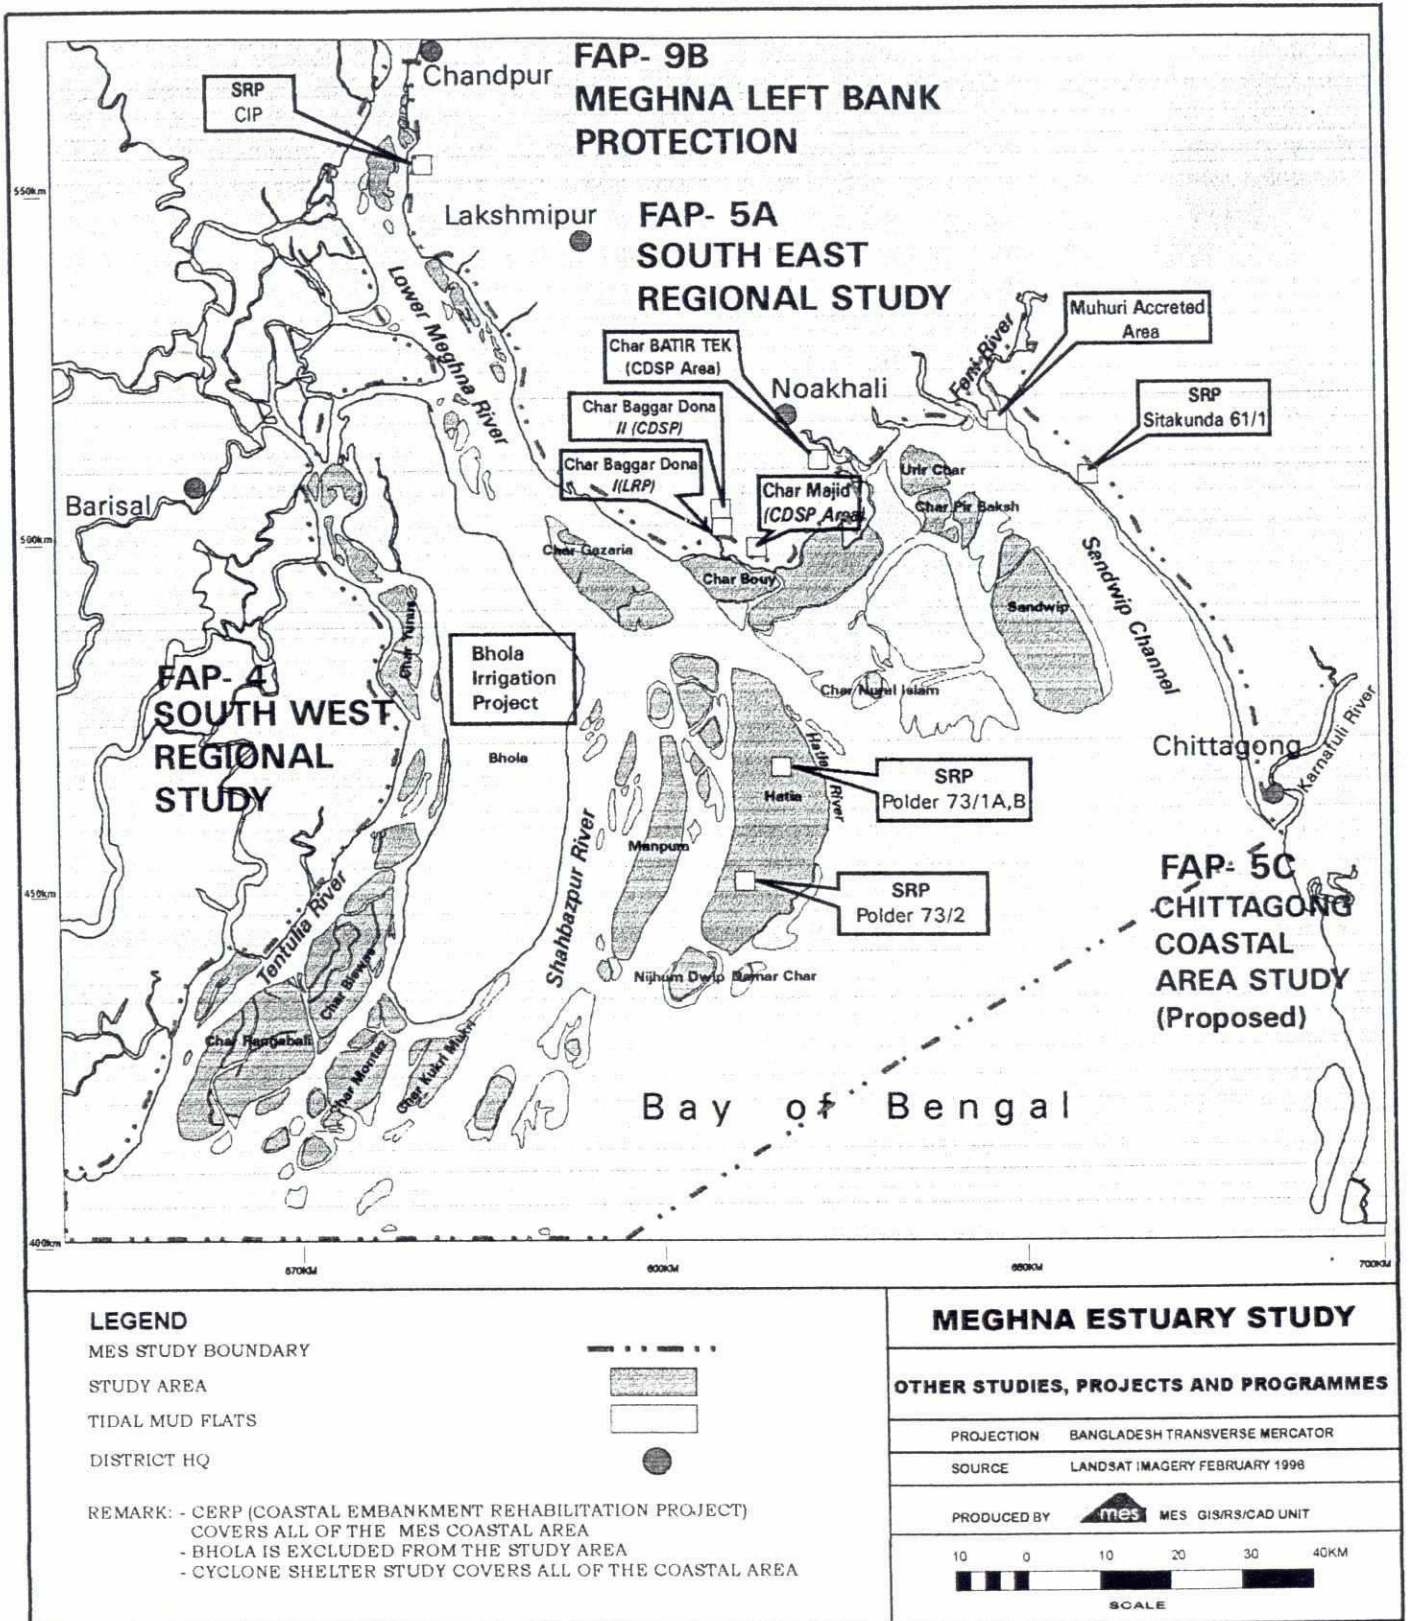 Chandpur
FAP- 9B
MEGHNA LEFT BANK
PROTECTION
SRP
CIP
550km
Lakshmipur
FAP- 5A
SOUTH EAST
REGIONAL STUDY
Lower Meghna River
Char BATIR TEK
(CDSP Area)
Noakhali
Feni River
Muhuri Accreted
Area
SRP
Sitakunda 61/1
Char Baggar Dona
II (CDSP)
Char Baggar Dona
I(LRP)
Char Majid
(CDSP Area)
Urir Char
Char Pir Baksh
Barisal
500km
Char Gazaria
Char Bouy
Sandwip
Sandwip Channel
Char Yunus
FAP- 4
SOUTH WEST
REGIONAL
STUDY
Bhola
Irrigation
Project
Bhola
Char Nurul Islam
Hatia River
Chittagong
Karnafuli River
SRP
Polder 73/1A,B
Hatia
Manpura
Shahbazpur River
450km
SRP
Polder 73/2
FAP- 5C
CHITTAGONG
COASTAL
AREA STUDY
(Proposed)
Tentulia River
Char Biswas
Nijhum Dwip
Damar Char
Char Rangabali
Char Montaz
Char Kukri Mukri
Bay of Bengal
400km
600KM
700KM
LEGEND
MES STUDY BOUNDARY
STUDY AREA
TIDAL MUD FLATS
DISTRICT HQ
REMARK: - CERP (COASTAL EMBANKMENT REHABILITATION PROJECT)
COVERS ALL OF THE MES COASTAL AREA
- BHOLA IS EXCLUDED FROM THE STUDY AREA
- CYCLONE SHELTER STUDY COVERS ALL OF THE COASTAL AREA
MEGHNA ESTUARY STUDY
OTHER STUDIES, PROJECTS AND PROGRAMMES
PROJECTION BANGLADESH TRANSVERSE MERCATOR
SOURCE LANDSAT IMAGERY FEBRUARY 1996
PRODUCED BY mes MES GIS/RS/CAD UNIT
10 0 10 20 30 40KM
SCALE